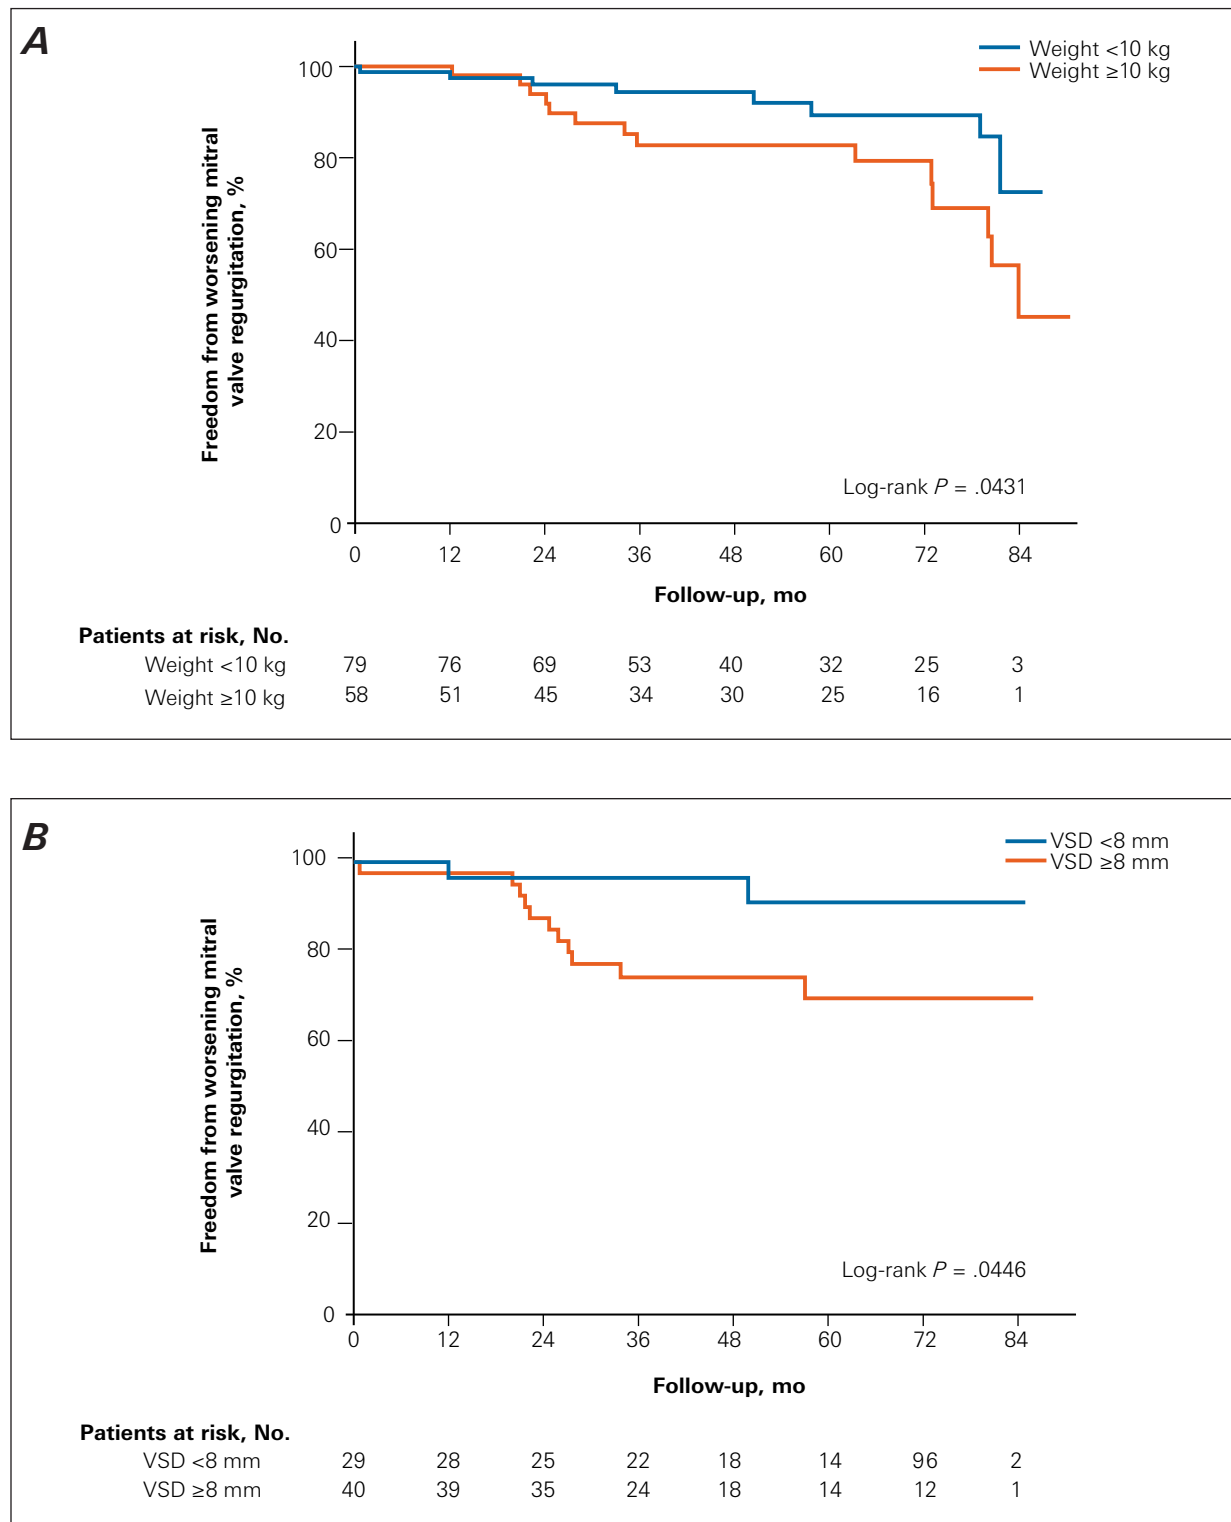 A
Weight <10 kg
Weight ≥10 kg
Freedom from worsening mitral
valve regurgitation, %
100
80
60
40
20
0
Log-rank P = .0431
0 12 24 36 48 60 72 84
Follow-up, mo
Patients at risk, No.
Weight <10 kg 79 76 69 53 40 32 25 3
Weight ≥10 kg 58 51 45 34 30 25 16 1
B
VSD <8 mm
VSD ≥8 mm
Freedom from worsening mitral
valve regurgitation, %
100
80
60
40
20
0
Log-rank P = .0446
0 12 24 36 48 60 72 84
Follow-up, mo
Patients at risk, No.
VSD <8 mm 29 28 25 22 18 14 96 2
VSD ≥8 mm 40 39 35 24 18 14 12 1